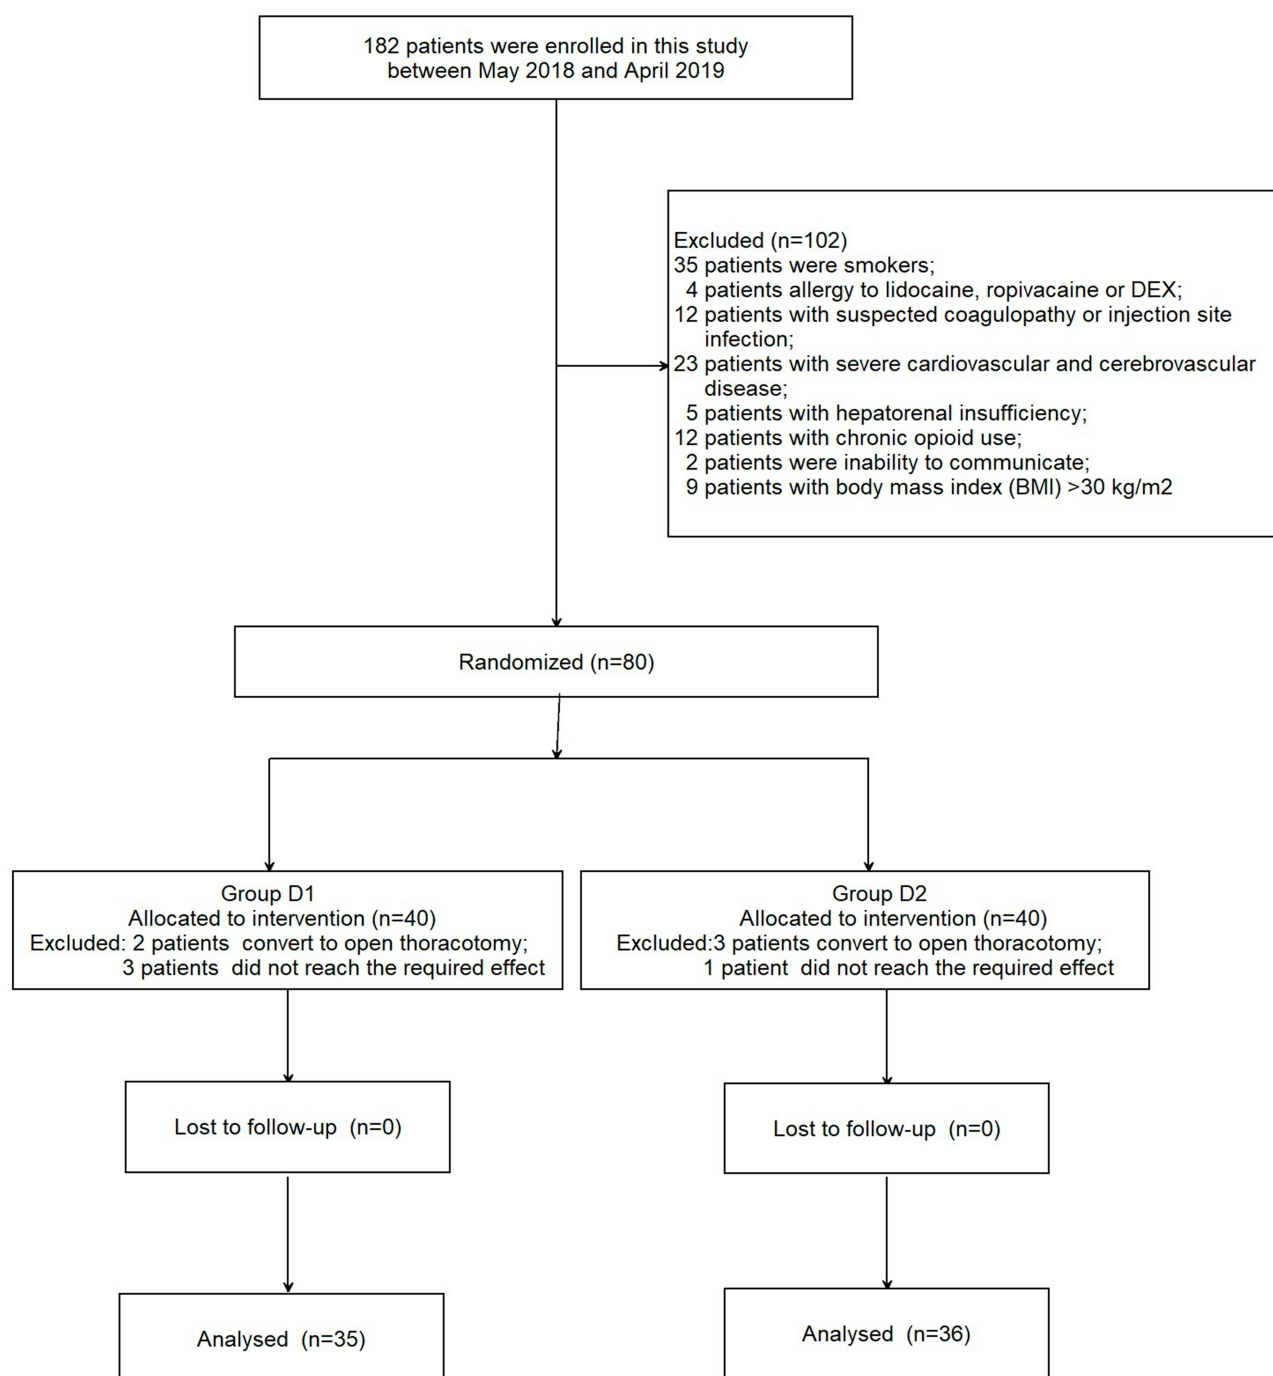 182 patients were enrolled in this study
between May 2018 and April 2019
Excluded (n=102)
35 patients were smokers;
4 patients allergy to lidocaine, ropivacaine or DEX;
12 patients with suspected coagulopathy or injection site
infection;
23 patients with severe cardiovascular and cerebrovascular
disease;
5 patients with hepatorenal insufficiency;
12 patients with chronic opioid use;
2 patients were inability to communicate;
9 patients with body mass index (BMI) >30 kg/m2
Randomized (n=80)
Group D1
Allocated to intervention (n=40)
Excluded: 2 patients convert to open thoracotomy;
3 patients did not reach the required effect
Group D2
Allocated to intervention (n=40)
Excluded:3 patients convert to open thoracotomy;
1 patient did not reach the required effect
Lost to follow-up (n=0)
Lost to follow-up (n=0)
Analysed (n=35)
Analysed (n=36)